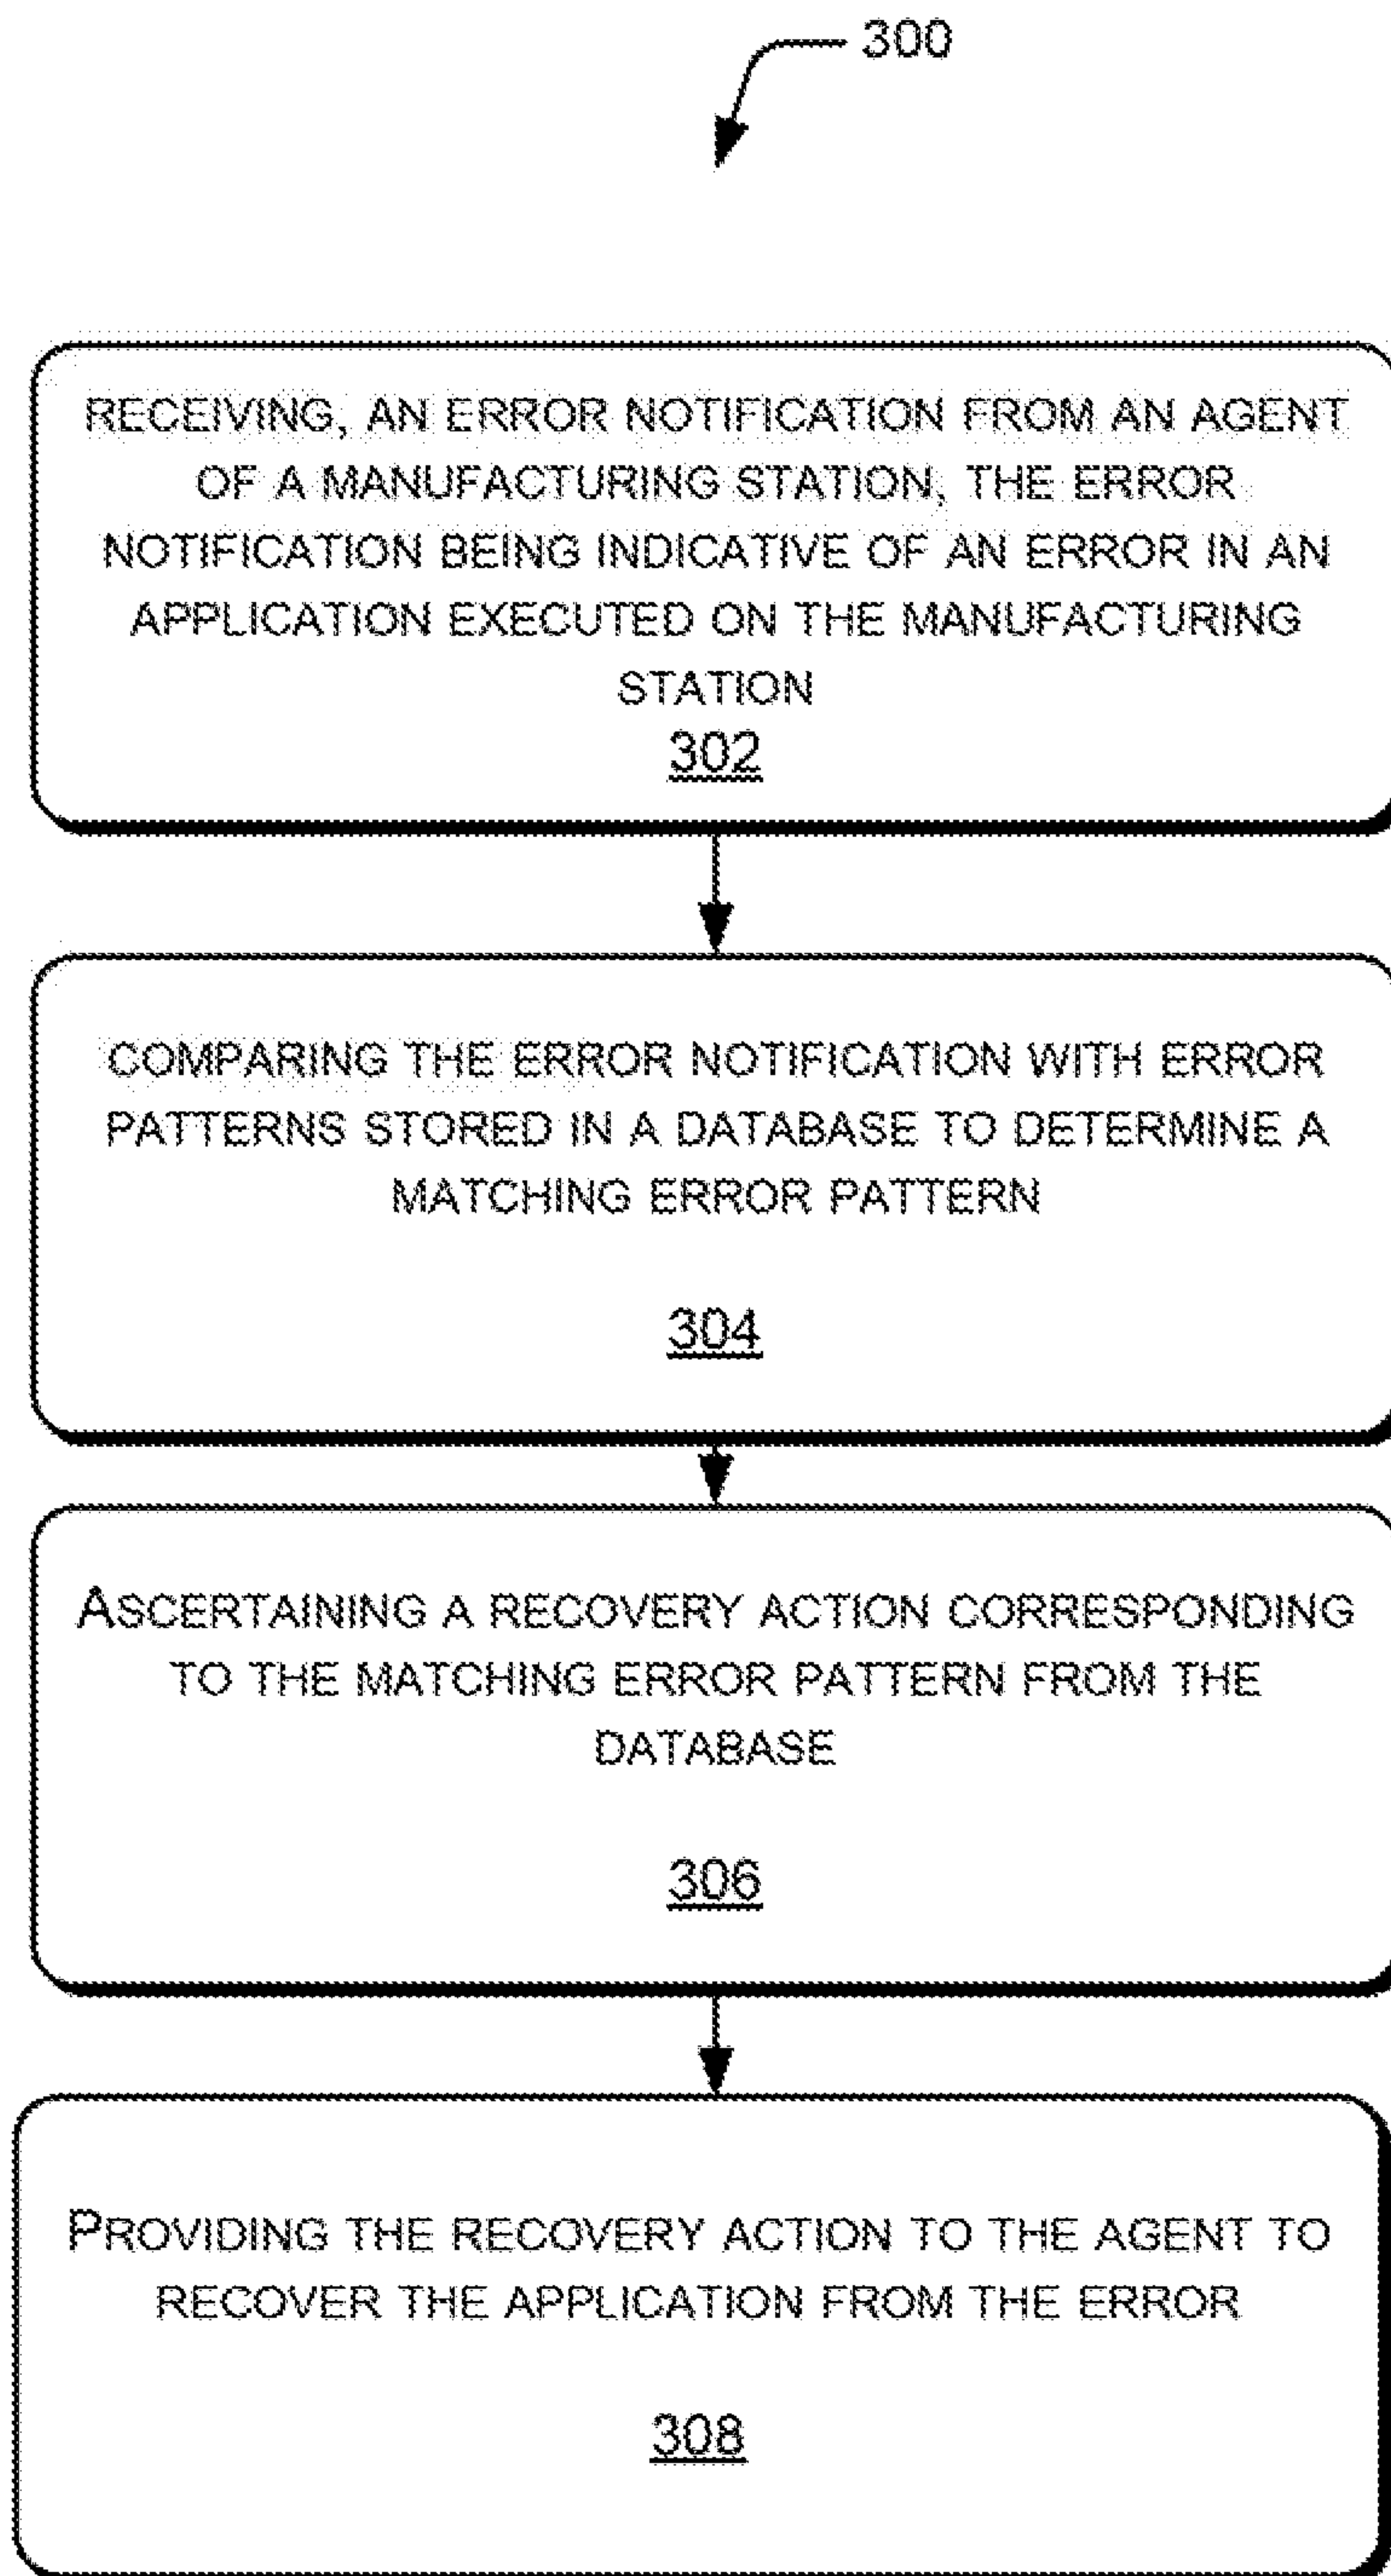 300
RECEIVING, AN ERROR NOTIFICATION FROM AN AGENT
OF A MANUFACTURING STATION, THE ERROR
NOTIFICATION BEING INDICATIVE OF AN ERROR IN AN
APPLICATION EXECUTED ON THE MANUFACTURING
STATION
302
COMPARING THE ERROR NOTIFICATION WITH ERROR
PATTERNS STORED IN A DATABASE TO DETERMINE A
MATCHING ERROR PATTERN
304
ASCERTAINING A RECOVERY ACTION CORRESPONDING
TO THE MATCHING ERROR PATTERN FROM THE
DATABASE
306
PROVIDING THE RECOVERY ACTION TO THE AGENT TO
RECOVER THE APPLICATION FROM THE ERROR
308